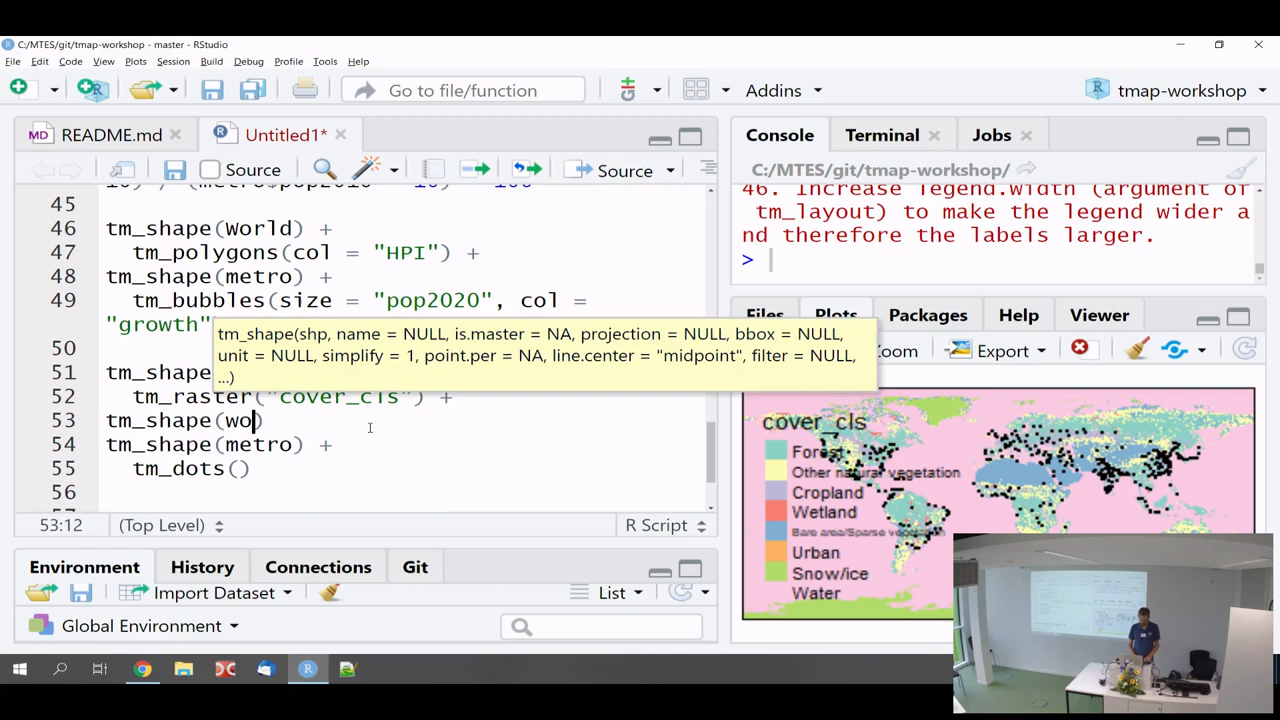 C:/MTES/git/tmap-workshop - master - RStudio
File Edit Code View Plots Session Build Debug Profile Tools Help
Go to file/function Addins tmap-workshop
README.md Untitled1*
Source Source
Console Terminal Jobs
C:/MTES/git/tmap-workshop/
46. Increase legend.width (argument of
tm_layout) to make the legend wider a
nd therefore the labels larger.
>
45
46 tm_shape(World) +
47 tm_polygons(col = "HPI") +
48 tm_shape(metro) +
49 tm_bubbles(size = "pop2020", col =
"growth"
50
51 tm_shape
52 tm_raster("cover_cls") +
53 tm_shape(wo)
54 tm_shape(metro) +
55 tm_dots()
56
tm_shape(shp, name = NULL, is.master = NA, projection = NULL, bbox = NULL,
unit = NULL, simplify = 1, point.per = NA, line.center = "midpoint", filter = NULL,
...)
53:12 (Top Level) R Script
Files Plots Packages Help Viewer
Zoom Export
cover_cls
Forest
Other natural vegetation
Cropland
Wetland
Bare area/Sparse vegetation
Urban
Snow/ice
Water
Environment History Connections Git
Import Dataset List
Global Environment